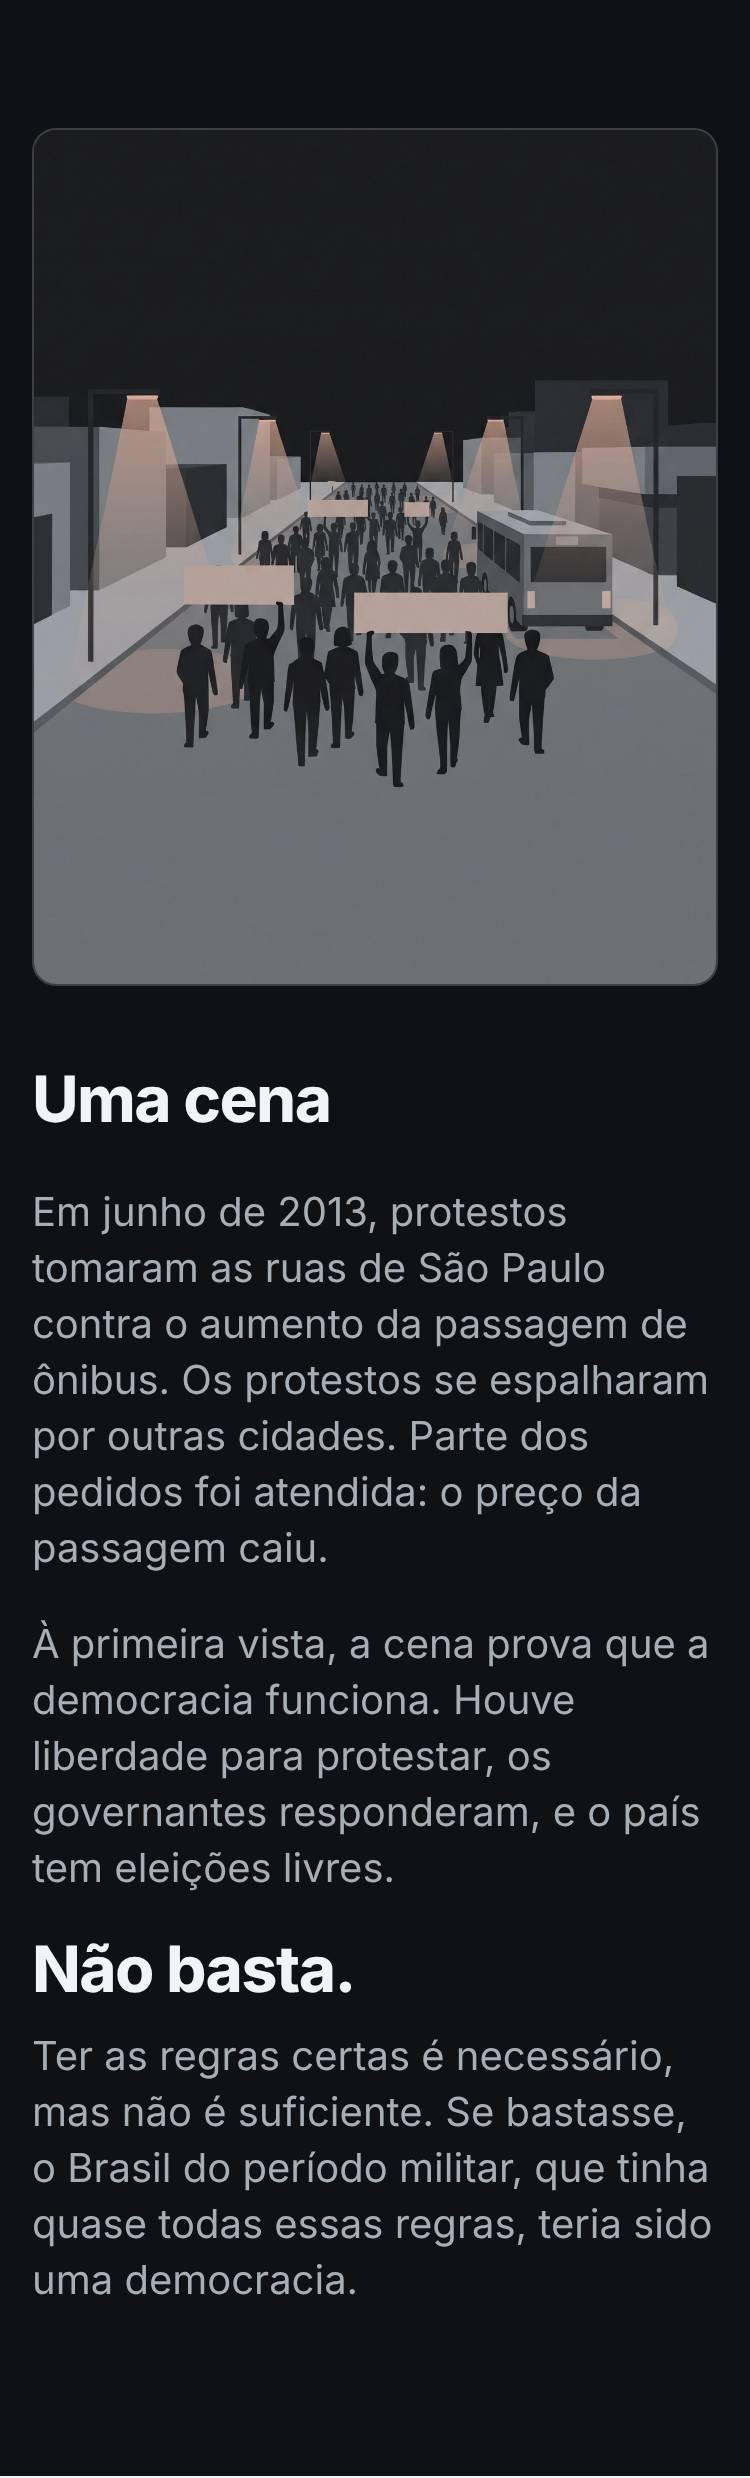 Uma cena
Em junho de 2013, protestos
tomaram as ruas de São Paulo
contra o aumento da passagem de
ônibus. Os protestos se espalharam
por outras cidades. Parte dos
pedidos foi atendida: o preço da
passagem caiu.
À primeira vista, a cena prova que a
democracia funciona. Houve
liberdade para protestar, os
governantes responderam, e o país
tem eleições livres.
Não basta.
Ter as regras certas é necessário,
mas não é suficiente. Se bastasse,
o Brasil do período militar, que tinha
quase todas essas regras, teria sido
uma democracia.